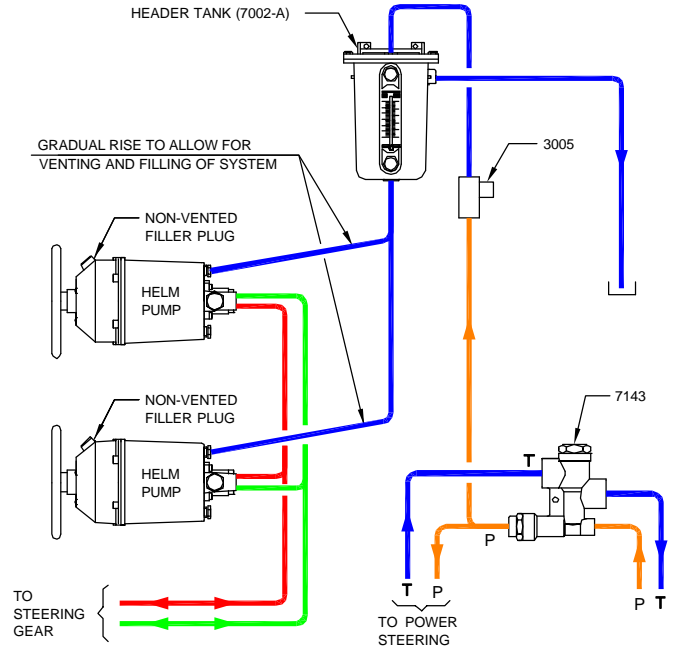 HEADER TANK (7002-A)
3005
GRADUAL RISE TO ALLOW FOR
VENTING AND FILLING OF SYSTEM
NON-VENTED
FILLER PLUG
HELM
PUMP
NON-VENTED
FILLER PLUG
HELM
PUMP
7143
T
P
T
P
P
T
TO POWER
STEERING
TO
STEERING
GEAR